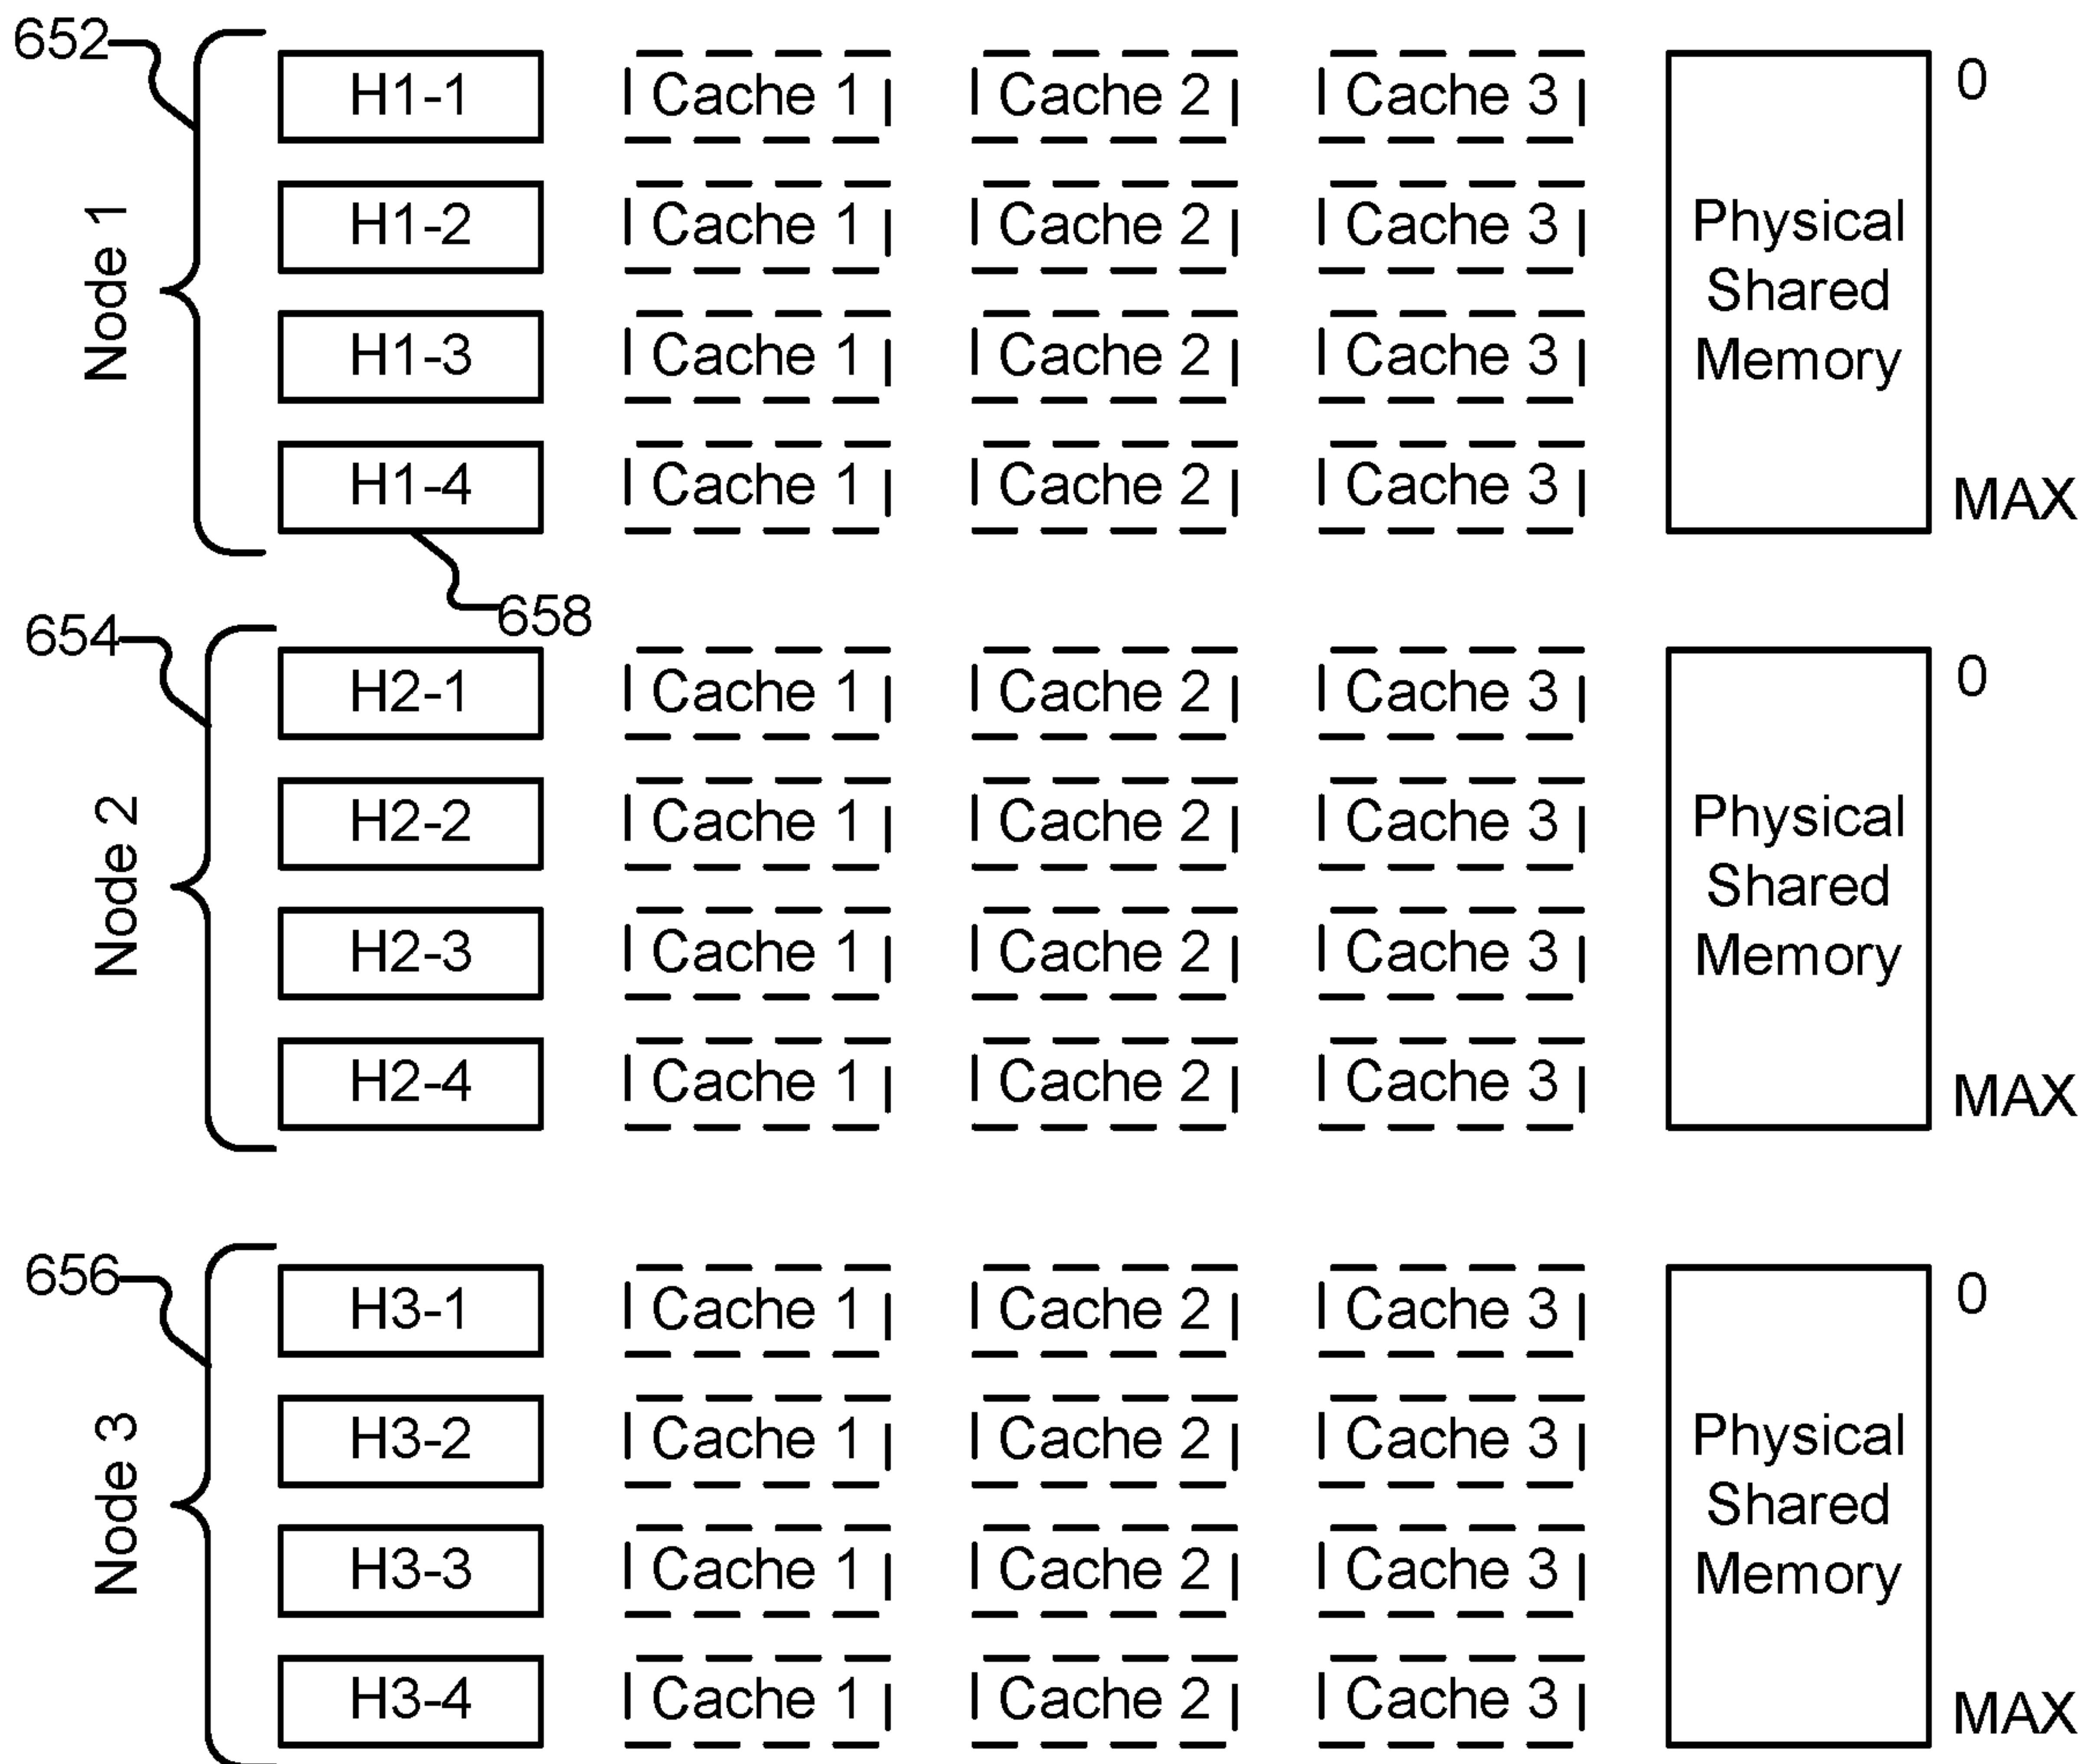 652
H1-1 Cache 1 Cache 2 Cache 3 0
H1-2 Cache 1 Cache 2 Cache 3
H1-3 Cache 1 Cache 2 Cache 3
H1-4 Cache 1 Cache 2 Cache 3 MAX
Node 1
Physical
Shared
Memory
658
654
H2-1 Cache 1 Cache 2 Cache 3 0
H2-2 Cache 1 Cache 2 Cache 3
H2-3 Cache 1 Cache 2 Cache 3
H2-4 Cache 1 Cache 2 Cache 3 MAX
Node 2
Physical
Shared
Memory
656
H3-1 Cache 1 Cache 2 Cache 3 0
H3-2 Cache 1 Cache 2 Cache 3
H3-3 Cache 1 Cache 2 Cache 3
H3-4 Cache 1 Cache 2 Cache 3 MAX
Node 3
Physical
Shared
Memory